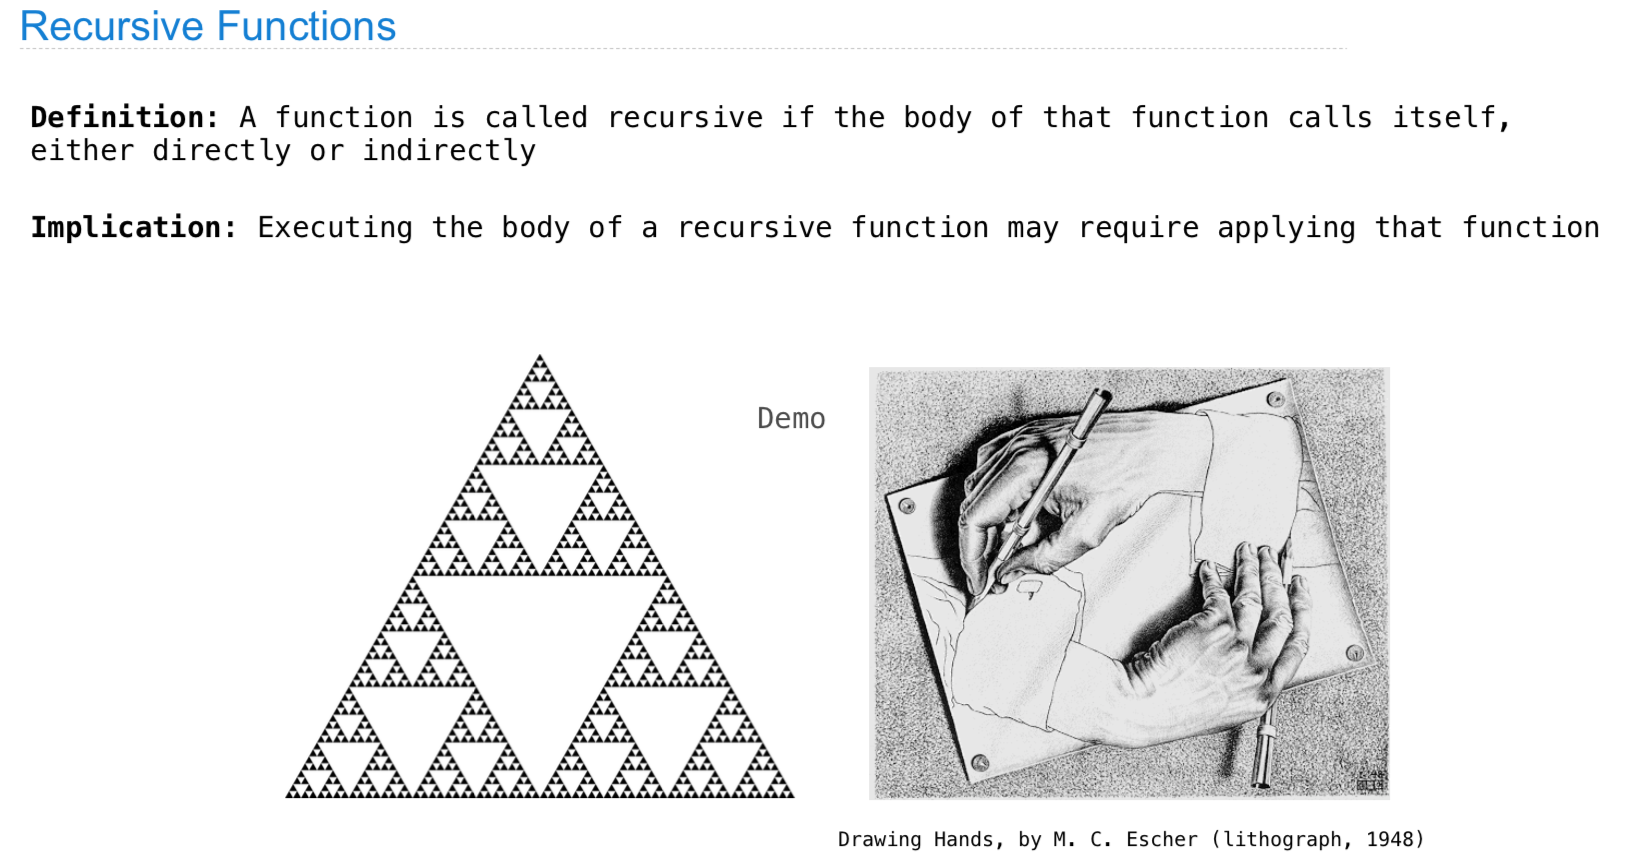 Recursive Functions
Definition: A function is called recursive if the body of that function calls itself,
either directly or indirectly
Implication: Executing the body of a recursive function may require applying that function
Demo
Drawing Hands, by M. C. Escher (lithograph, 1948)